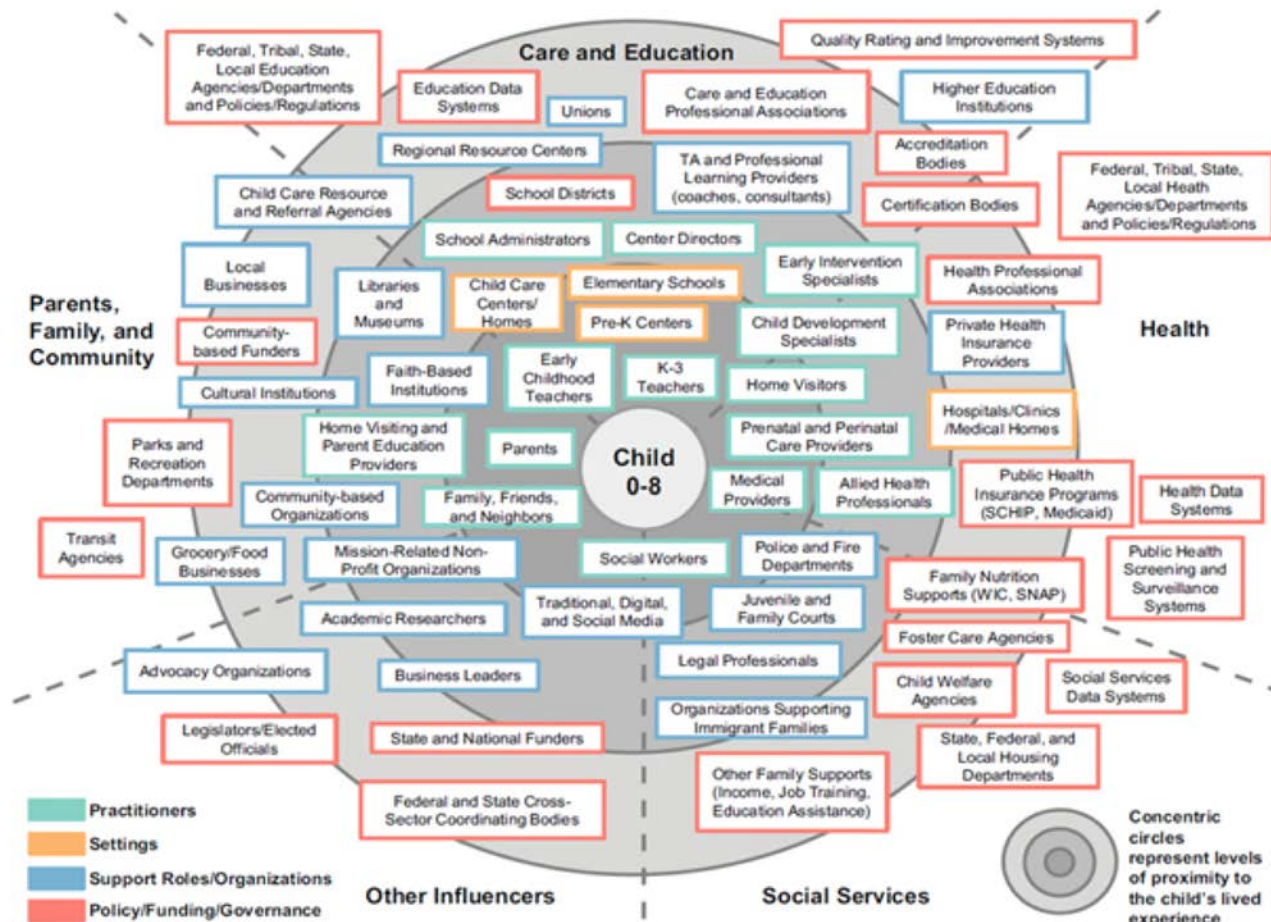 Care and Education
Quality Rating and Improvement Systems
Federal, Tribal, State,
Local Education
Agencies/Departments
and Policies/Regulations
Education Data
Systems
Unions
Care and Education
Professional Associations
Higher Education
Institutions
Regional Resource Centers
TA and Professional
Learning Providers
(coaches, consultants)
Accreditation
Bodies
Federal, Tribal, State,
Local Heath
Agencies/Departments
and Policies/Regulations
Child Care Resource
and Referral Agencies
School Districts
Certification Bodies
School Administrators
Center Directors
Early Intervention
Specialists
Local
Businesses
Libraries
and
Museums
Child Care
Centers/
Homes
Elementary Schools
Pre-K Centers
Health Professional
Associations
Parents,
Family, and
Community
Community-
based Funders
Child Development
Specialists
Private Health
Insurance
Providers
Health
Cultural Institutions
Faith-Based
Institutions
Early
Childhood
Teachers
K-3
Teachers
Home Visitors
Hospitals/Clinics
/Medical Homes
Parks and
Recreation
Departments
Home Visiting and
Parent Education
Providers
Parents
Child
0-8
Prenatal and Perinatal
Care Providers
Community-based
Organizations
Family, Friends,
and Neighbors
Medical
Providers
Allied Health
Professionals
Public Health
Insurance Programs
(SCHIP, Medicaid)
Health Data
Systems
Transit
Agencies
Grocery/Food
Businesses
Mission-Related Non-
Profit Organizations
Social Workers
Police and Fire
Departments
Family Nutrition
Supports (WIC, SNAP)
Public Health
Screening and
Surveillance
Systems
Academic Researchers
Traditional, Digital,
and Social Media
Juvenile and
Family Courts
Foster Care Agencies
Advocacy Organizations
Business Leaders
Legal Professionals
Child Welfare
Agencies
Social Services
Data Systems
Legislators/Elected
Officials
State and National Funders
Organizations Supporting
Immigrant Families
State, Federal, and
Local Housing
Departments
Federal and State Cross-
Sector Coordinating Bodies
Other Family Supports
(Income, Job Training,
Education Assistance)
Practitioners
Settings
Support Roles/Organizations
Policy/Funding/Governance
Other Influencers
Social Services
Concentric
circles
represent levels
of proximity to
the child's lived
experience